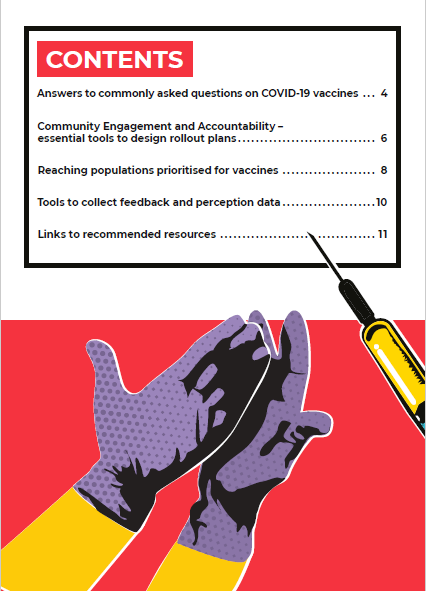 CONTENTS
Answers to commonly asked questions on COVID-19 vaccines ... 4
Community Engagement and Accountability –
essential tools to design rollout plans................................ 6
Reaching populations prioritised for vaccines ...................... 8
Tools to collect feedback and perception data......................10
Links to recommended resources ..................................... 11